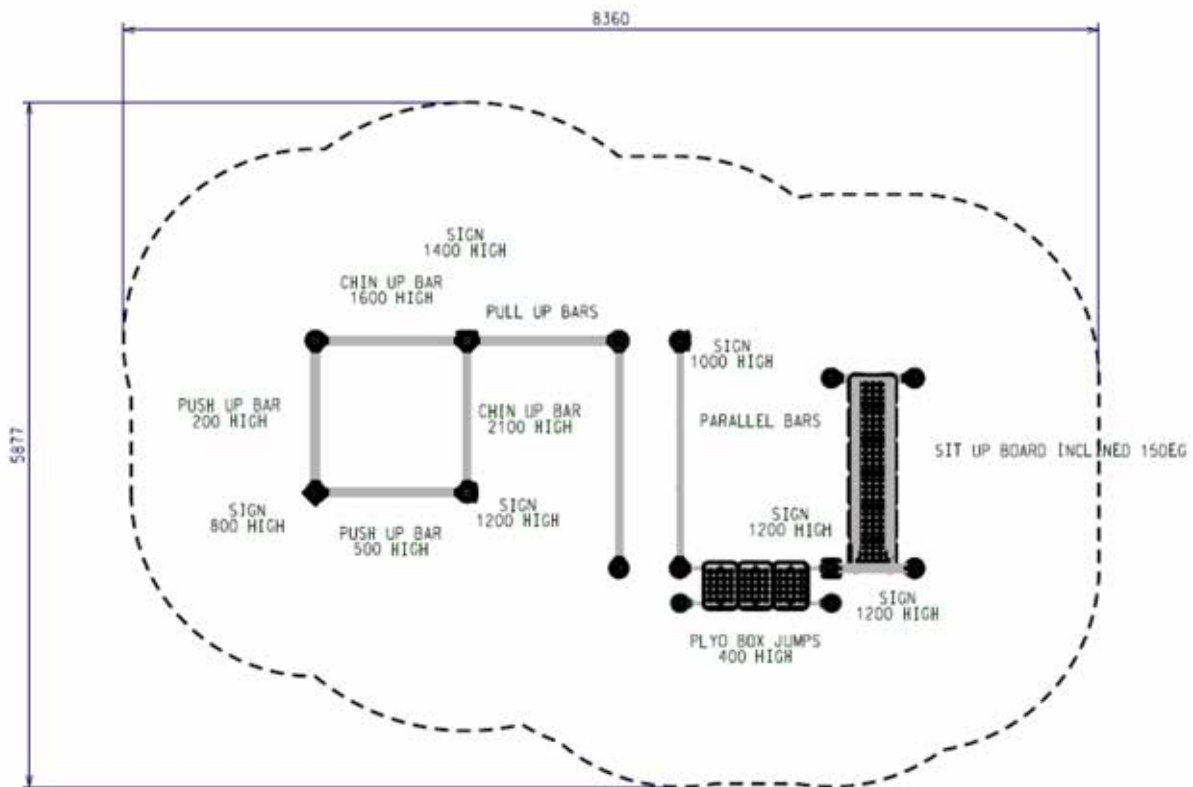 8360
5877
SIGN
1400 HIGH
CHIN UP BAR
1600 HIGH
PULL UP BARS
SIGN
1000 HIGH
PUSH UP BAR
200 HIGH
CHIN UP BAR
2100 HIGH
PARALLEL BARS
SIT UP BOARD INCLINED 15DEG
SIGN
800 HIGH
SIGN
1200 HIGH
PUSH UP BAR
500 HIGH
SIGN
1200 HIGH
SIGN
1200 HIGH
PLYO BOX JUMPS
400 HIGH